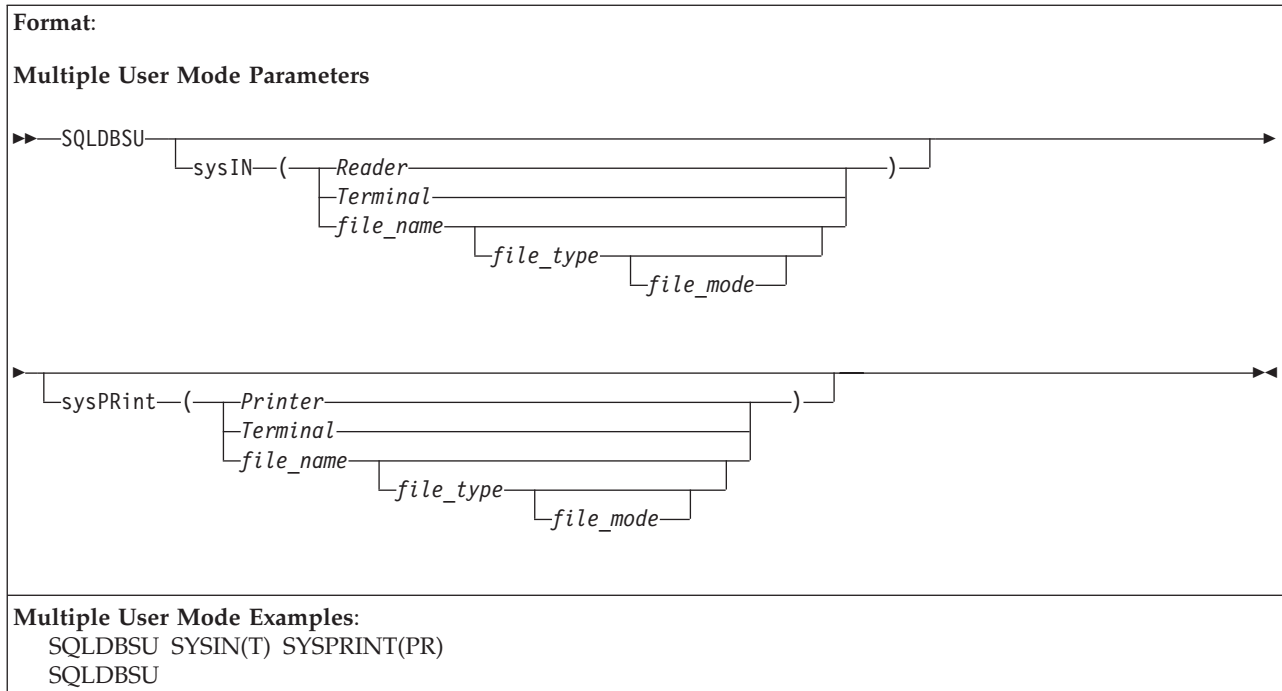 Format:
Multiple User Mode Parameters
SQLDBSU
sysIN ( Reader )
Terminal
file_name
file_type
file_mode
sysPRint ( Printer )
Terminal
file_name
file_type
file_mode
Multiple User Mode Examples:
SQLDBSU SYSIN(T) SYSPRINT(PR)
SQLDBSU